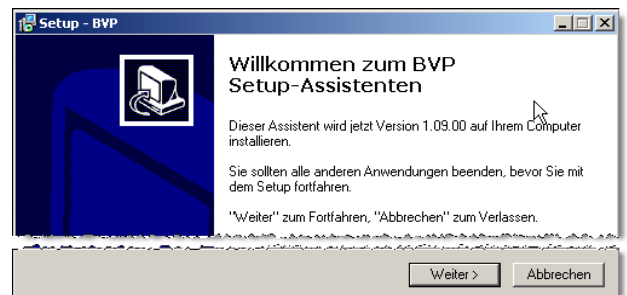 Setup - BVP
Willkommen zum BVP
Setup-Assistenten
Dieser Assistent wird jetzt Version 1.09.00 auf Ihrem Computer
installieren.
Sie sollten alle anderen Anwendungen beenden, bevor Sie mit
dem Setup fortfahren.
"Weiter" zum Fortfahren, "Abbrechen" zum Verlassen.
Weiter > Abbrechen